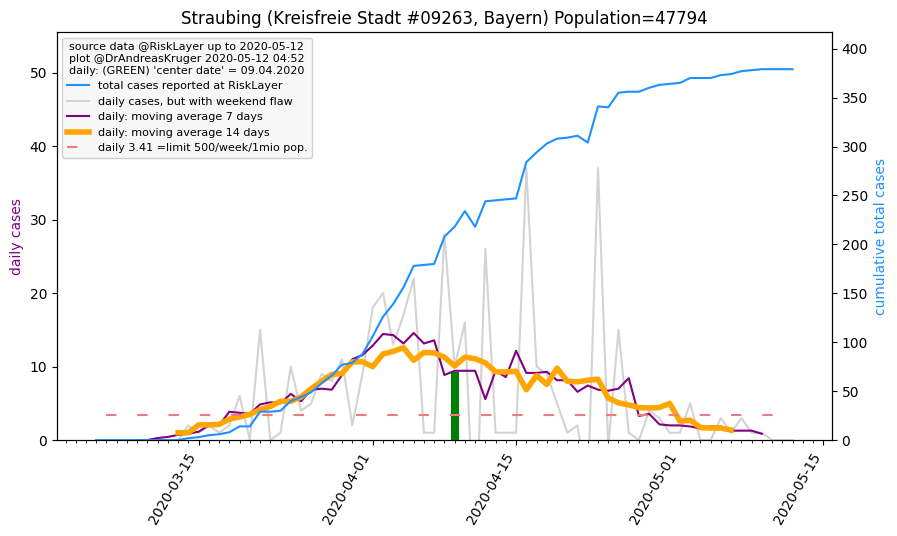 Straubing (Kreisfreie Stadt #09263, Bayern) Population=47794
source data @RiskLayer up to 2020-05-12
plot @DrAndreasKruger 2020-05-12 04:52
daily: (GREEN) 'center date' = 09.04.2020
total cases reported at RiskLayer
daily cases, but with weekend flaw
daily: moving average 7 days
daily: moving average 14 days
daily 3.41 =limit 500/week/1mio pop.
daily cases
50
40
30
20
10
0
cumulative total cases
400
350
300
250
200
150
100
50
0
2020-03-15
2020-04-01
2020-04-15
2020-05-01
2020-05-15